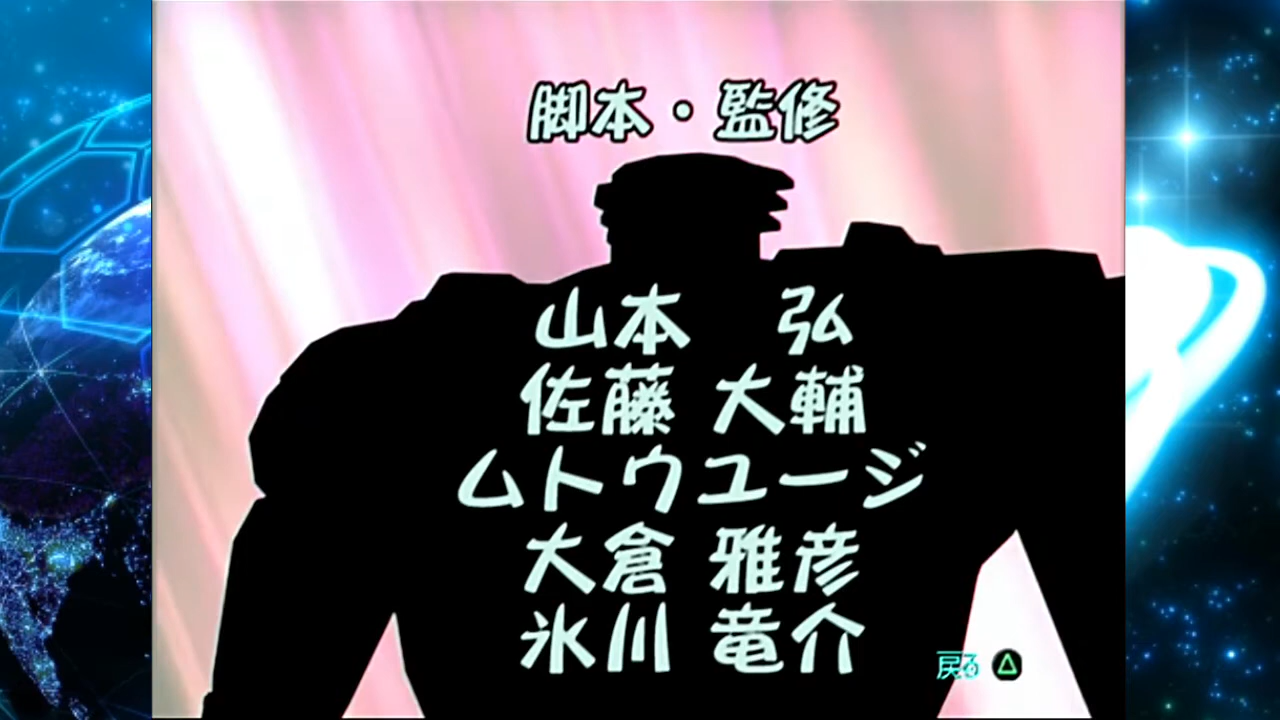 脚本・監修
山本 弘
佐藤 大輔
ムトウユージ
大倉 雅彦
氷川 竜介
戻る